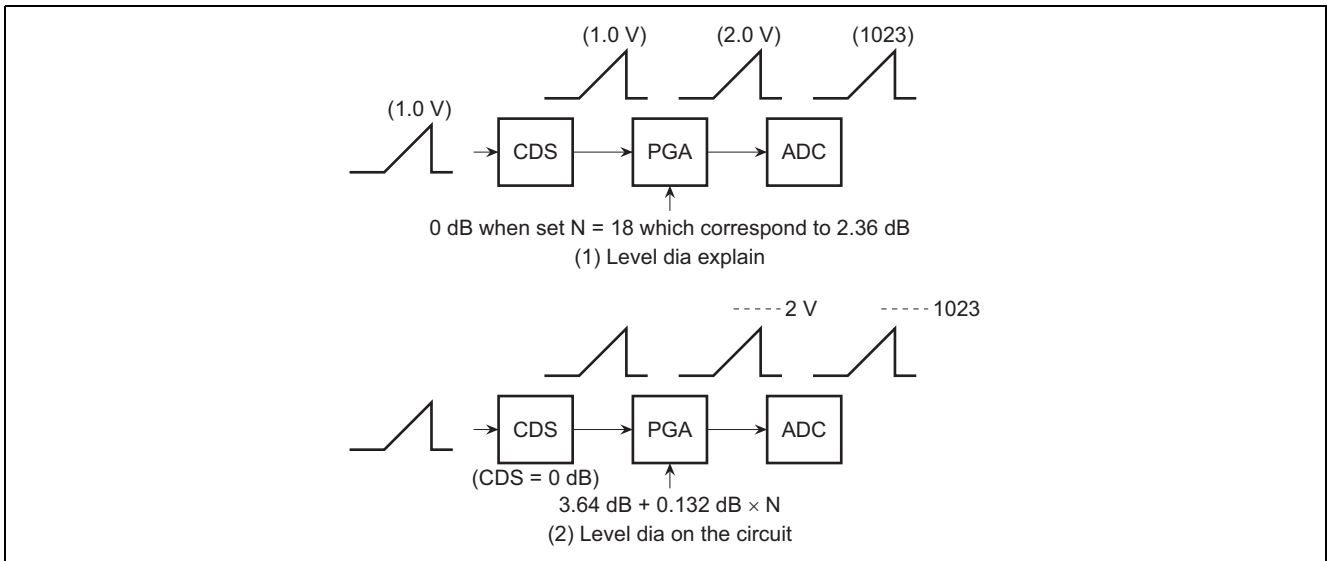 (1.0 V) (2.0 V) (1023)
(1.0 V)
CDS PGA ADC
0 dB when set N = 18 which correspond to 2.36 dB
(1) Level dia explain
2 V 1023
CDS PGA ADC
(CDS = 0 dB)
3.64 dB + 0.132 dB × N
(2) Level dia on the circuit